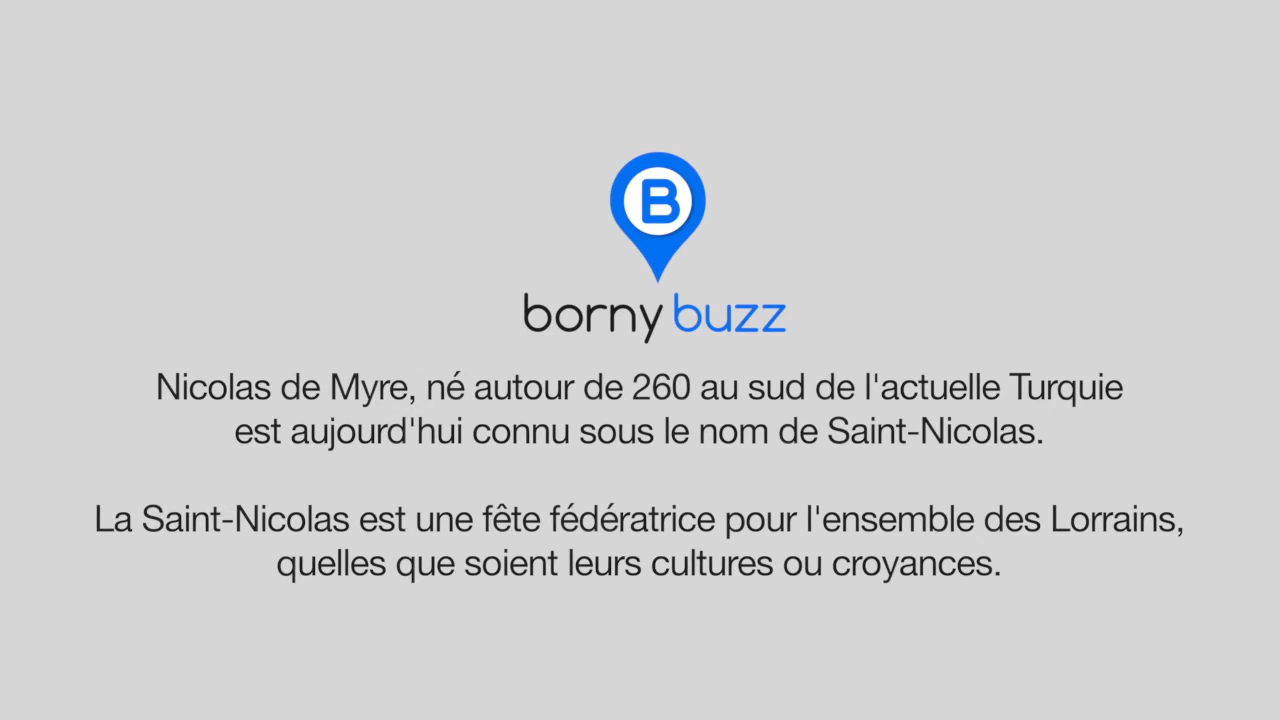 B
borny buzz
Nicolas de Myre, né autour de 260 au sud de l'actuelle Turquie
est aujourd'hui connu sous le nom de Saint-Nicolas.
La Saint-Nicolas est une fête fédératrice pour l'ensemble des Lorrains,
quelles que soient leurs cultures ou croyances.